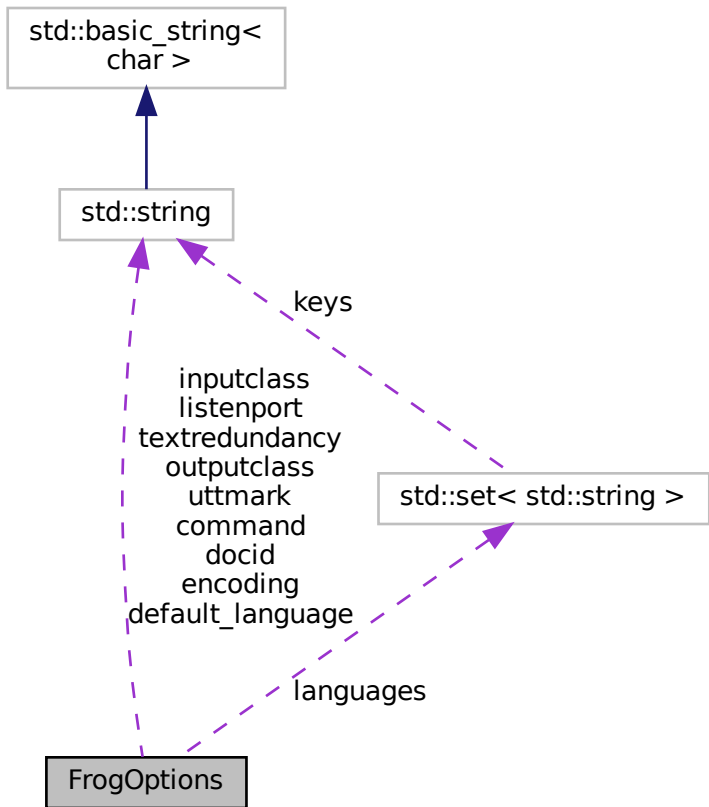 std::basic_string<
char >
std::string
keys
inputclass
listenport
textredundancy
outputclass
uttmark
command
docid
encoding
default_language
std::set< std::string >
languages
FrogOptions